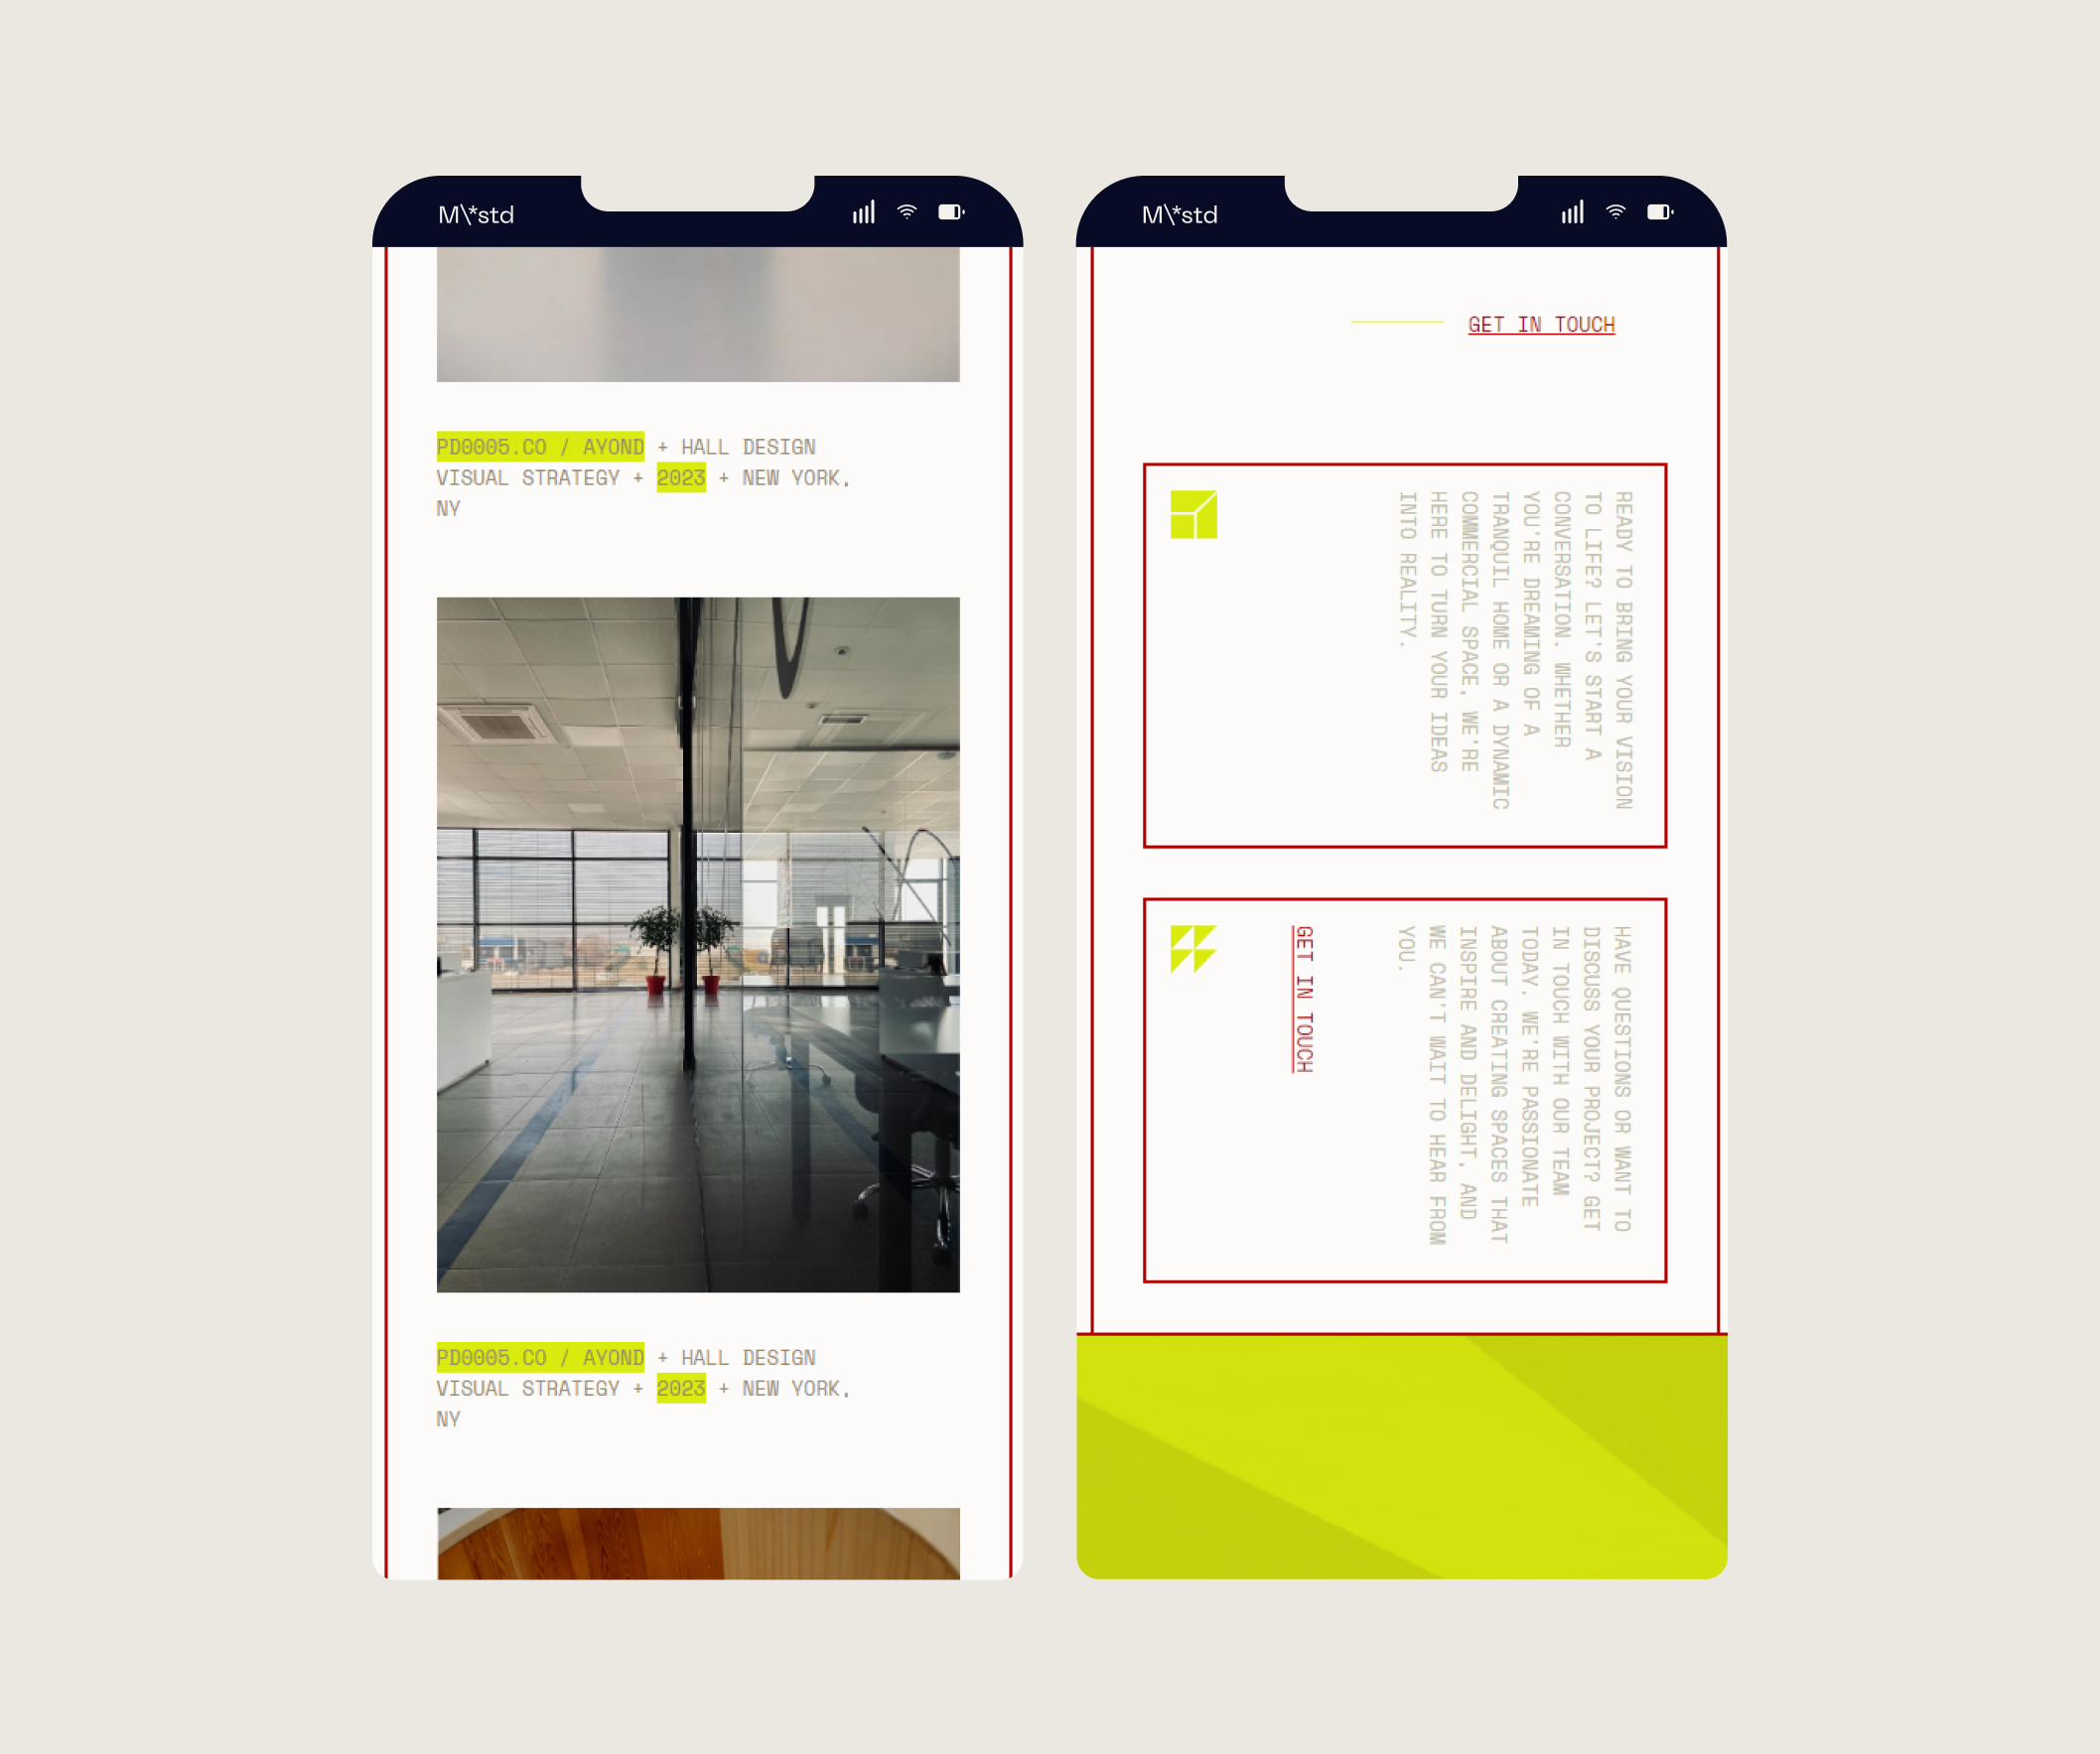 M\*std
PD0005.CO / AYOND + HALL DESIGN
VISUAL STRATEGY + 2023 + NEW YORK,
NY
PD0005.CO / AYOND + HALL DESIGN
VISUAL STRATEGY + 2023 + NEW YORK,
NY
M\*std
GET IN TOUCH
READY TO BRING YOUR VISION
TO LIFE? LET'S START A
CONVERSATION. WHETHER
YOU'RE DREAMING OF A
TRANQUIL HOME OR A DYNAMIC
COMMERCIAL SPACE, WE'RE
HERE TO TURN YOUR IDEAS
INTO REALITY.
HAVE QUESTIONS OR WANT TO
DISCUSS YOUR PROJECT? GET
IN TOUCH WITH OUR TEAM
TODAY. WE'RE PASSIONATE
ABOUT CREATING SPACES THAT
INSPIRE AND DELIGHT, AND
WE CAN'T WAIT TO HEAR FROM
YOU.
GET IN TOUCH